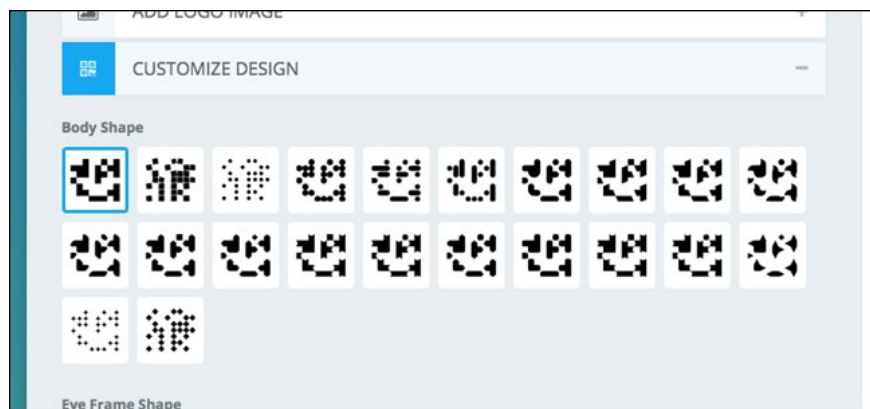 ADD LOGO IMAGE
CUSTOMIZE DESIGN
Body Shape
Eye Frame Shape